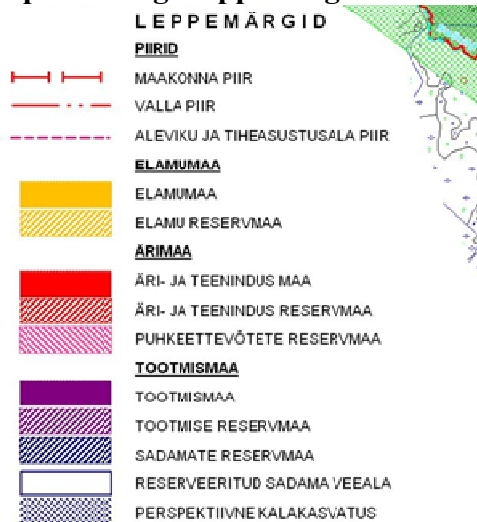 LEPPEMÄRGID
PIIRID
MAAKONNA PIIR
VALLA PIIR
ALEVIKU JA TIHEASUSTUSALA PIIR
ELAMUMAA
ELAMUMAA
ELAMU RESERVMAA
ÄRIMAA
ÄRI- JA TEENINDUS MAA
ÄRI- JA TEENINDUS RESERVMAA
PUHKEETTEVÕTETE RESERVMAA
TOOTMISMAA
TOOTMISMAA
TOOTMISE RESERVMAA
SADAMATE RESERVMAA
RESERVEERITUD SADAMA VEEALA
PERSPEKTIIVNE KALAKASVATUS